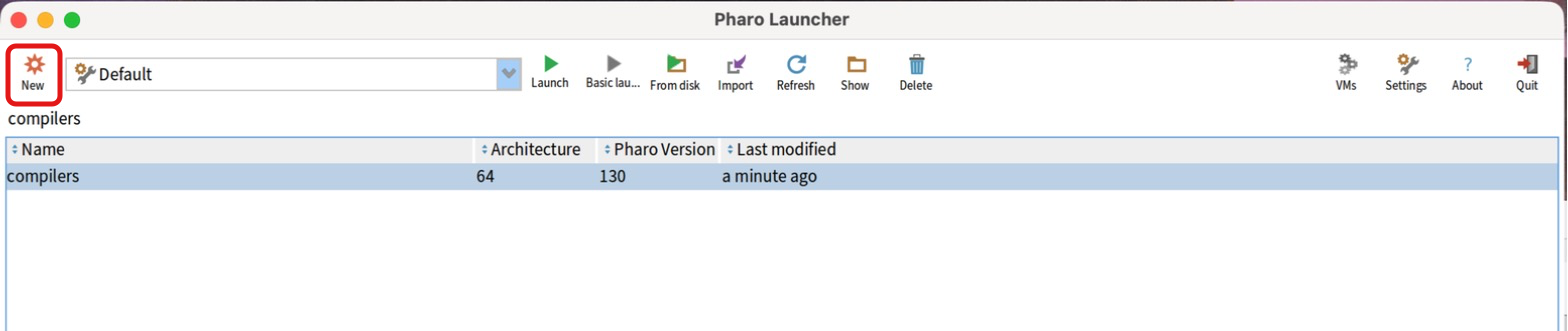 Pharo Launcher
New Default Launch Basic lau... From disk Import Refresh Show Delete VMs Settings ? About Quit
compilers
Name Architecture Pharo Version Last modified
compilers 64 130 a minute ago